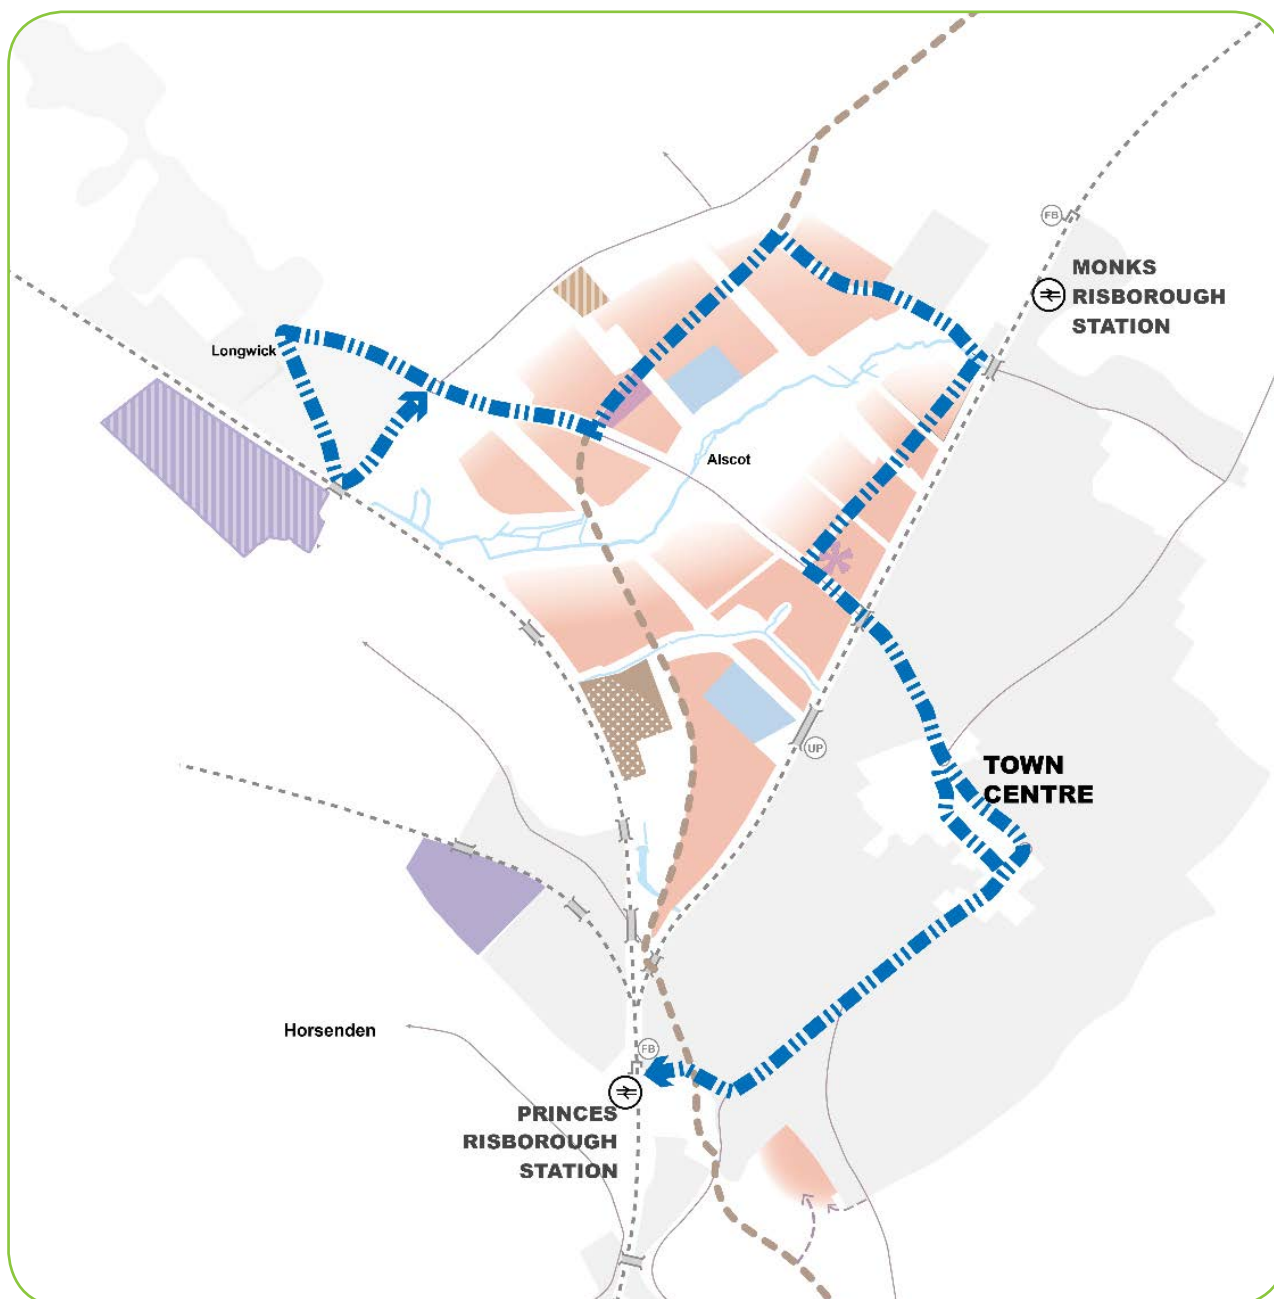 FB
MONKS
RISBOROUGH
STATION
Longwick
Alscot
UP
TOWN
CENTRE
Horsenden
FB
PRINCES
RISBOROUGH
STATION